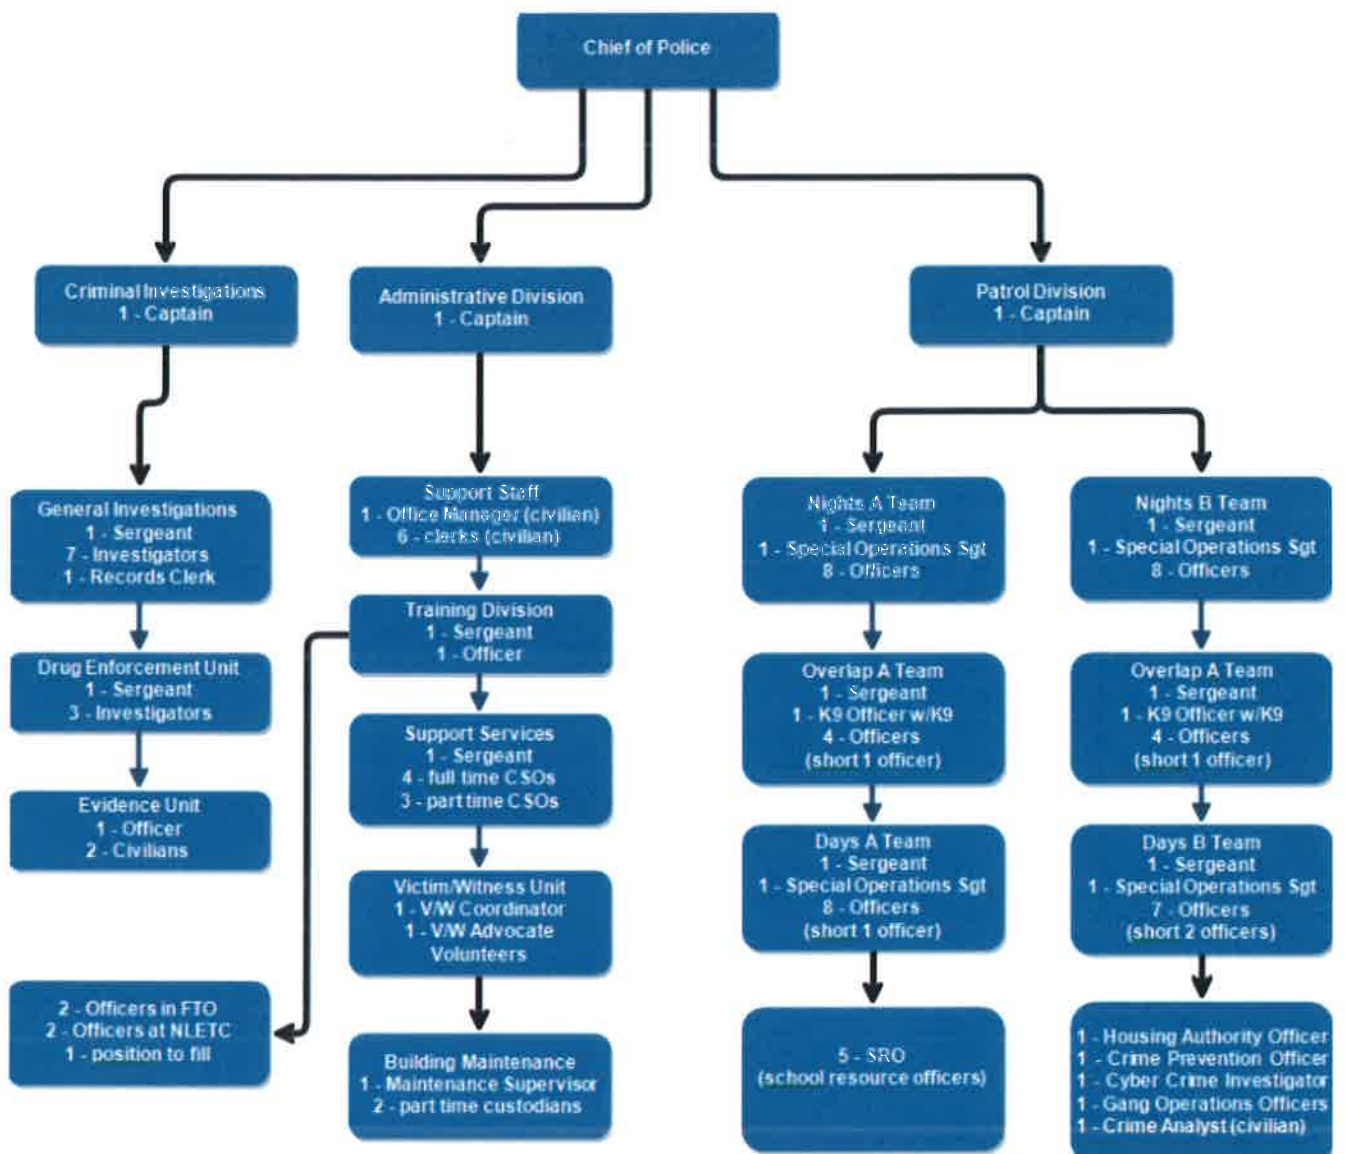 Chief of Police
Criminal Investigations
1 - Captain
Administrative Division
1 - Captain
Patrol Division
1 - Captain
General Investigations
1 - Sergeant
7 - Investigators
1 - Records Clerk
Drug Enforcement Unit
1 - Sergeant
3 - Investigators
Evidence Unit
1 - Officer
2 - Civilians
2 - Officers in FTO
2 - Officers at NLETC
1 - position to fill
Support Staff
1 - Office Manager (civilian)
6 - clerks (civilian)
Training Division
1 - Sergeant
1 - Officer
Support Services
1 - Sergeant
4 - full time CSOs
3 - part time CSOs
Victim/Witness Unit
1 - V/W Coordinator
1 - V/W Advocate
Volunteers
Building Maintenance
1 - Maintenance Supervisor
2 - part time custodians
Nights A Team
1 - Sergeant
1 - Special Operations Sgt
8 - Officers
Overlap A Team
1 - Sergeant
1 - K9 Officer w/K9
4 - Officers
(short 1 officer)
Days A Team
1 - Sergeant
1 - Special Operations Sgt
8 - Officers
(short 1 officer)
5 - SRO
(school resource officers)
Nights B Team
1 - Sergeant
1 - Special Operations Sgt
8 - Officers
Overlap A Team
1 - Sergeant
1 - K9 Officer w/K9
4 - Officers
(short 1 officer)
Days B Team
1 - Sergeant
1 - Special Operations Sgt
7 - Officers
(short 2 officers)
1 - Housing Authority Officer
1 - Crime Prevention Officer
1 - Cyber Crime Investigator
1 - Gang Operations Officers
1 - Crime Analyst (civilian)